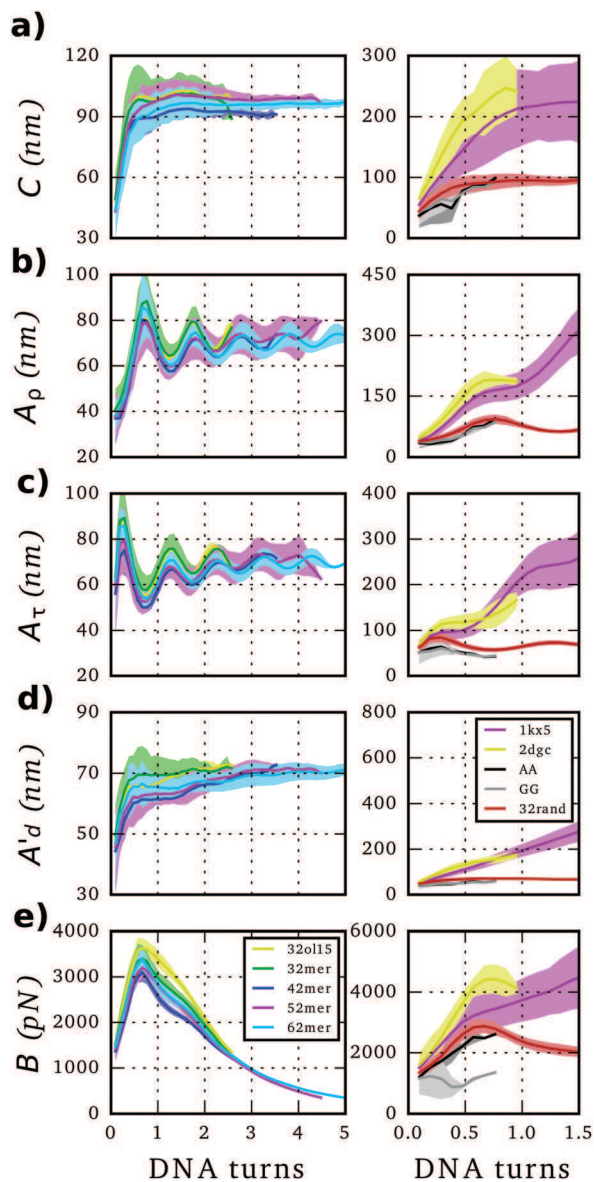 a)
C (nm)
120
90
60
30
300
200
100
0
b)
Aρ (nm)
100
80
60
40
20
450
300
150
0
c)
Aτ (nm)
100
80
60
40
20
400
300
200
100
0
d)
A'd (nm)
90
70
50
30
800
600
400
200
0
1kx5
2dgc
AA
GG
32rand
e)
B (pN)
4000
3000
2000
1000
0
32ol15
32mer
42mer
52mer
62mer
6000
4000
2000
0
0 1 2 3 4 5
0.0 0.5 1.0 1.5
DNA turns DNA turns